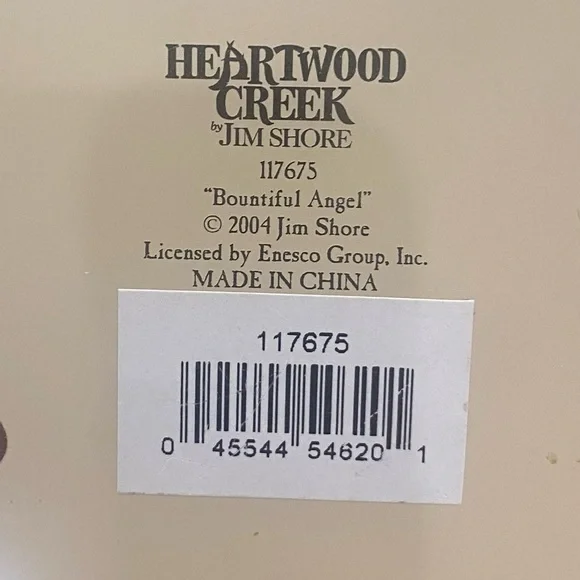 HEARTWOOD
CREEK
by JIM SHORE
117675
"Bountiful Angel"
© 2004 Jim Shore
Licensed by Enesco Group, Inc.
MADE IN CHINA
117675
0 45544 54620 1